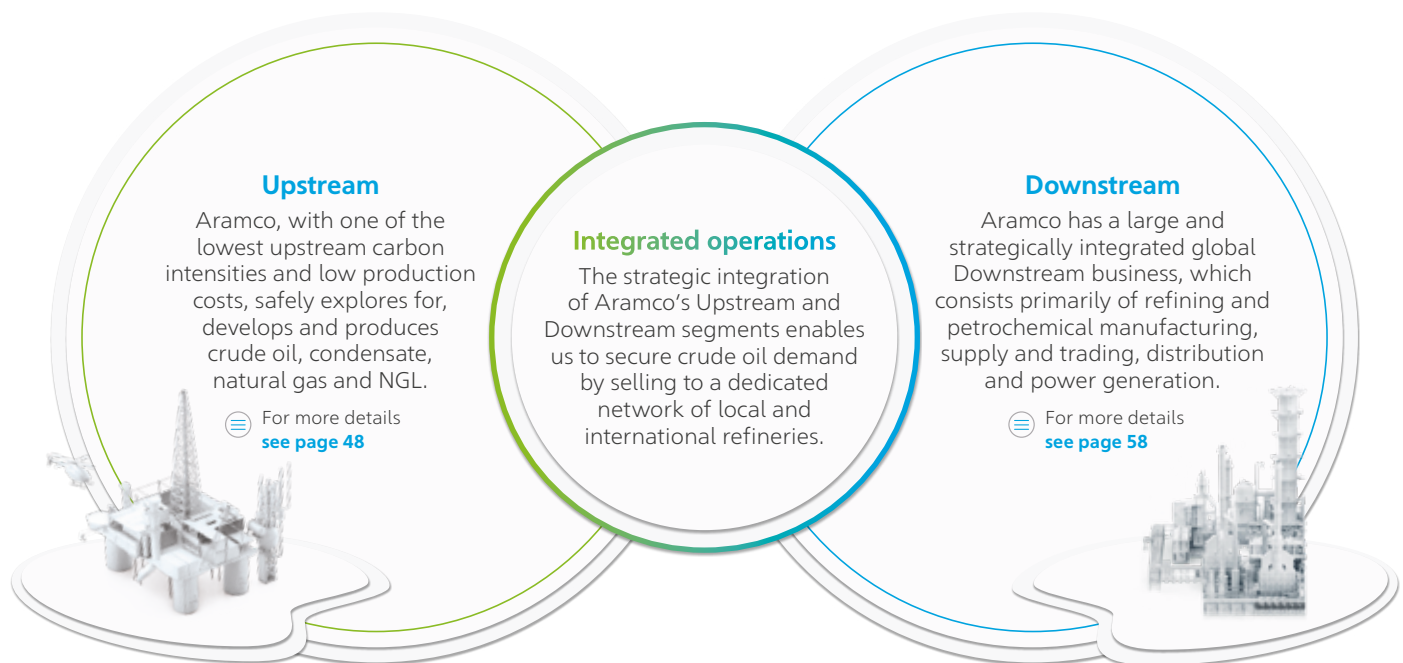 Upstream
Aramco, with one of the
lowest upstream carbon
intensities and low production
costs, safely explores for,
develops and produces
crude oil, condensate,
natural gas and NGL.
For more details
see page 48
Integrated operations
The strategic integration
of Aramco’s Upstream and
Downstream segments enables
us to secure crude oil demand
by selling to a dedicated
network of local and
international refineries.
Downstream
Aramco has a large and
strategically integrated global
Downstream business, which
consists primarily of refining and
petrochemical manufacturing,
supply and trading, distribution
and power generation.
For more details
see page 58